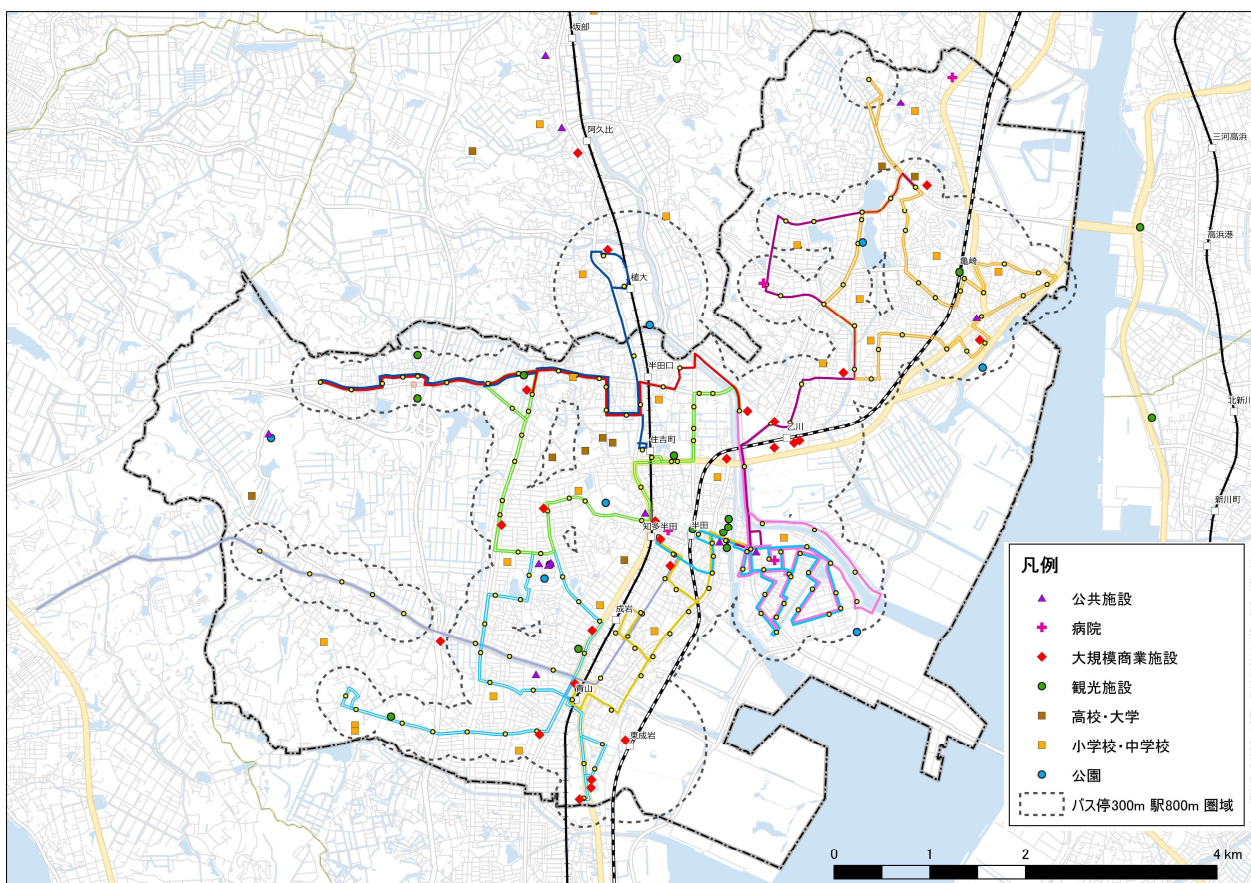 坂部
阿久比
三河高浜
高浜港
亀崎
植大
半田口
北新川
乙川
住吉町
新川町
知多半田
半田
成岩
青山
東成岩
凡例
公共施設
病院
大規模商業施設
観光施設
高校・大学
小学校・中学校
公園
バス停300m 駅800m 圏域
0 1 2 4 km